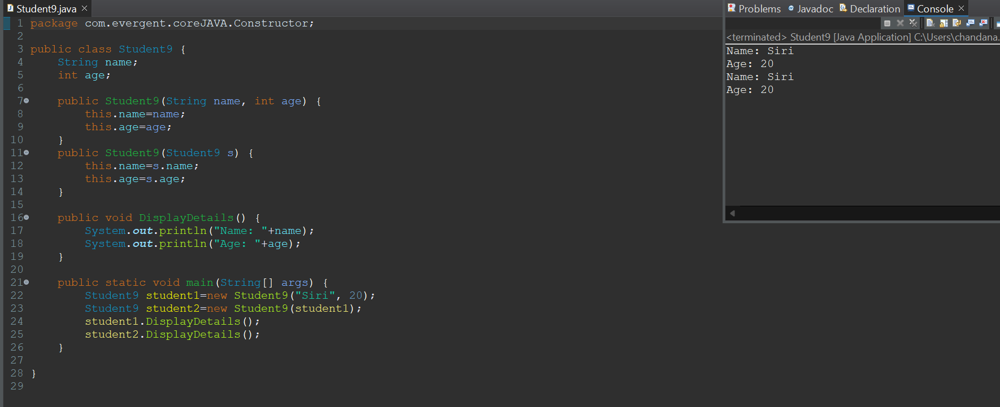 Student9.java
1 package com.evergent.coreJAVA.Constructor;
2
3 public class Student9 {
4     String name;
5     int age;
6
7     public Student9(String name, int age) {
8         this.name=name;
9         this.age=age;
10     }
11     public Student9(Student9 s) {
12         this.name=s.name;
13         this.age=s.age;
14     }
15
16     public void DisplayDetails() {
17         System.out.println("Name: "+name);
18         System.out.println("Age: "+age);
19     }
20
21     public static void main(String[] args) {
22         Student9 student1=new Student9("Siri", 20);
23         Student9 student2=new Student9(student1);
24         student1.DisplayDetails();
25         student2.DisplayDetails();
26     }
27
28 }
29
Problems Javadoc Declaration Console
<terminated> Student9 [Java Application] C:\Users\chandana.
Name: Siri
Age: 20
Name: Siri
Age: 20